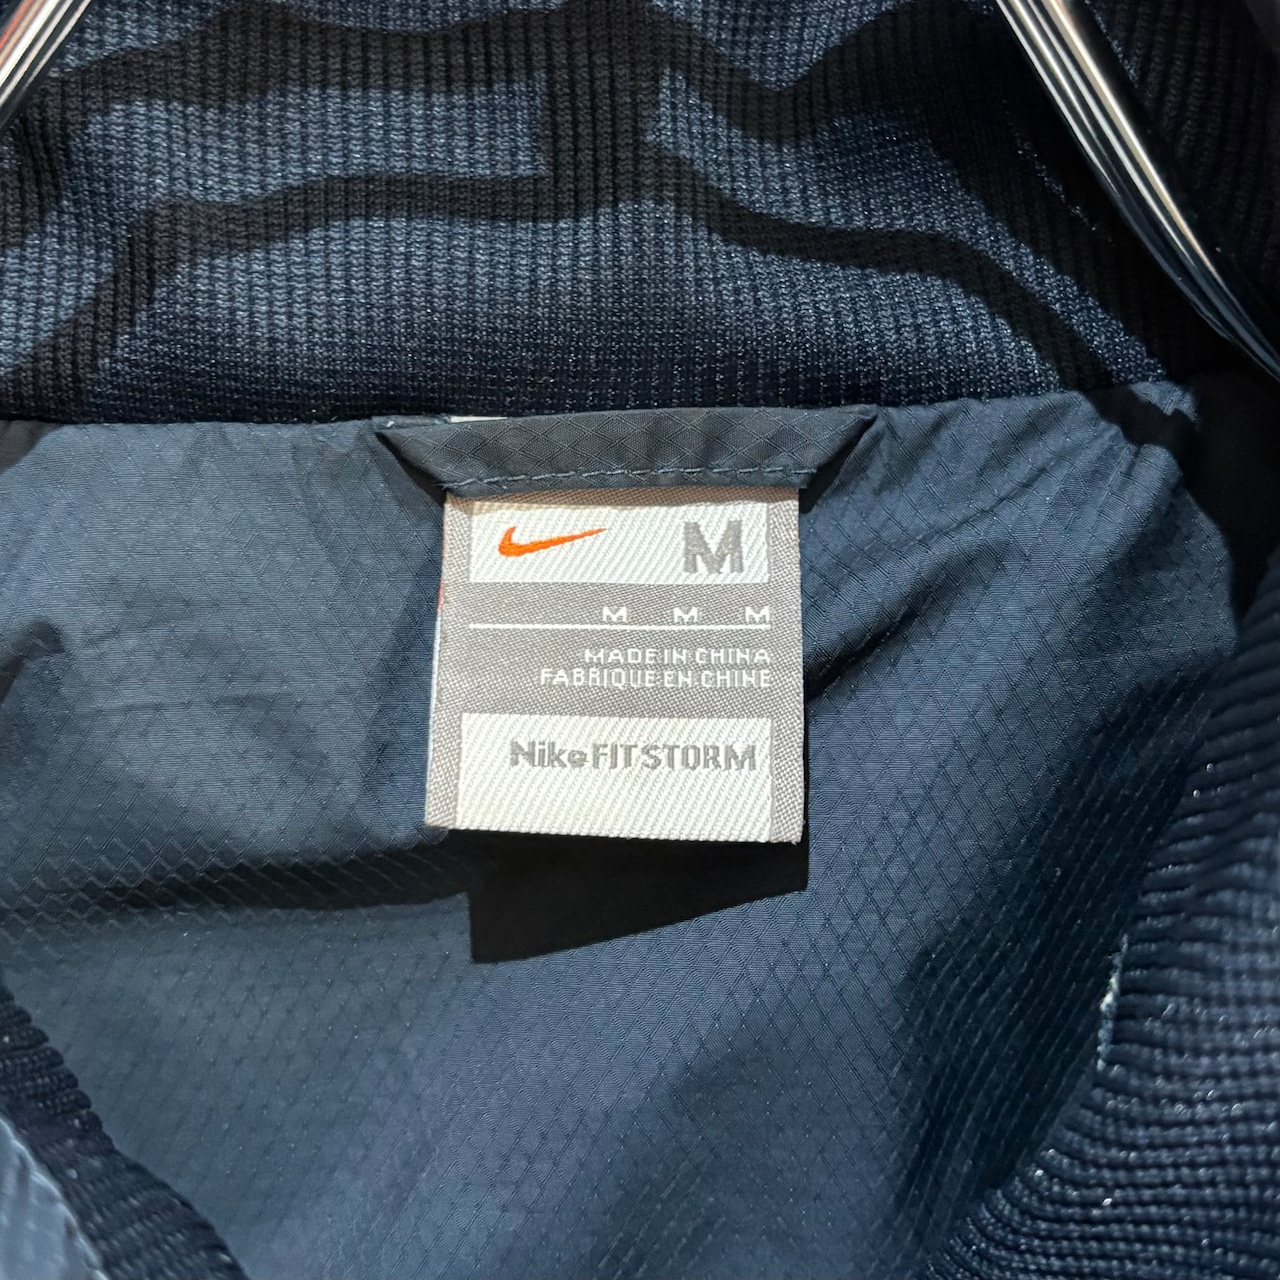 M
M M M
MADE IN CHINA
FABRIQUE EN CHINE
Nike FIT STORM